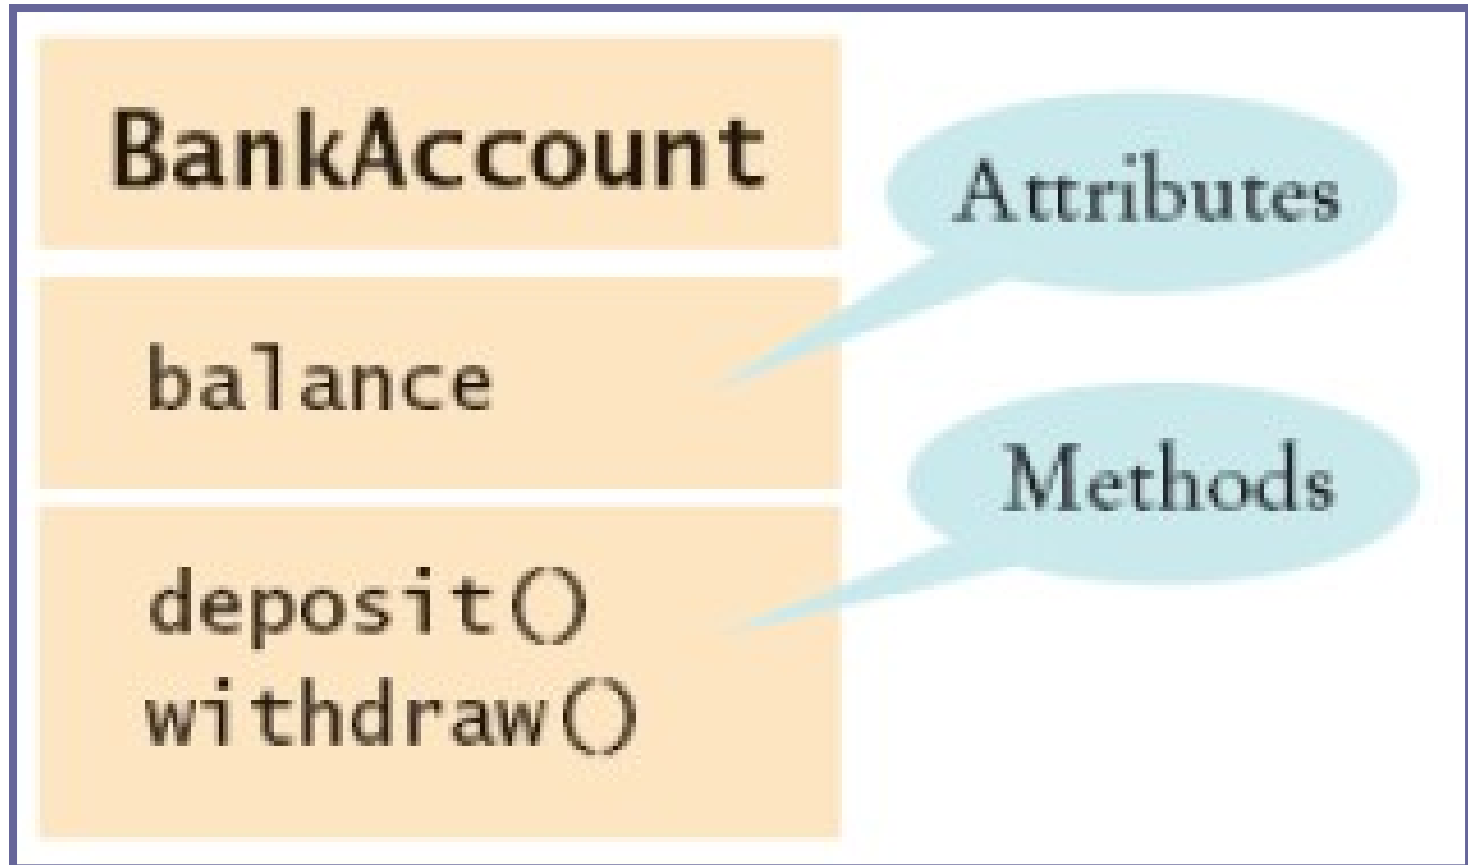 BankAccount
Attributes
balance
Methods
deposit()
withdraw()